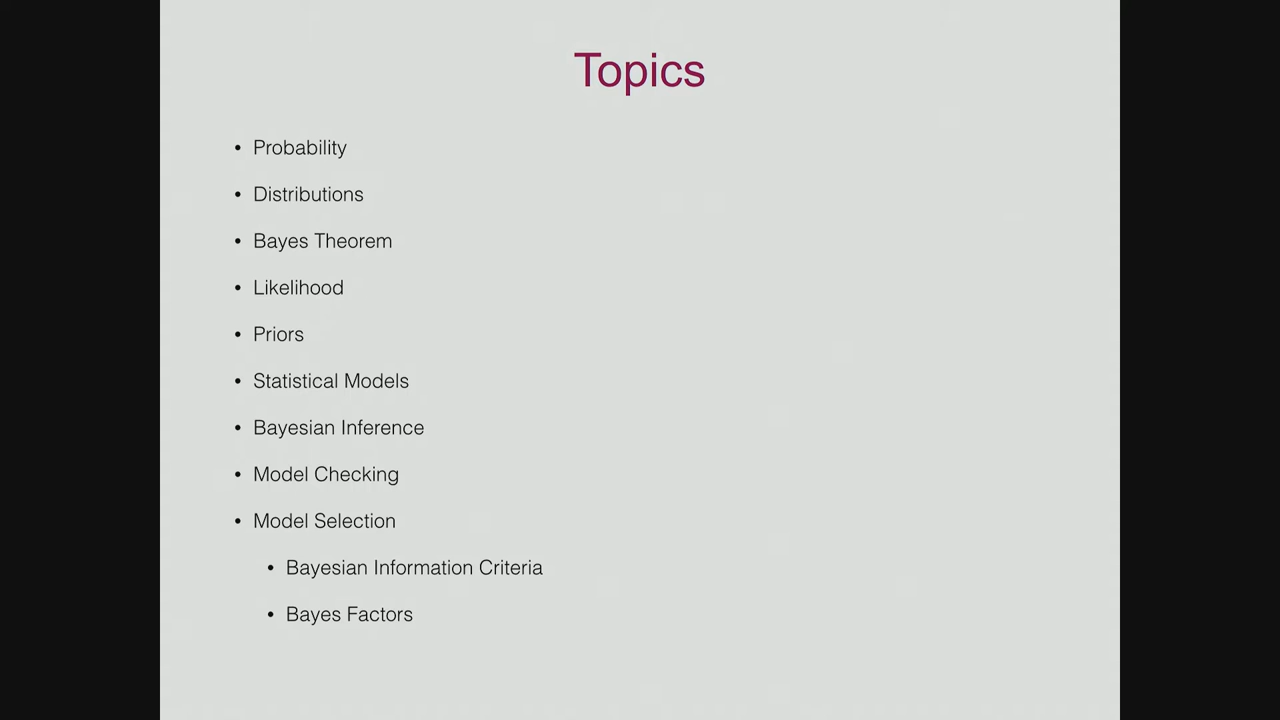 Topics
• Probability
• Distributions
• Bayes Theorem
• Likelihood
• Priors
• Statistical Models
• Bayesian Inference
• Model Checking
• Model Selection
• Bayesian Information Criteria
• Bayes Factors